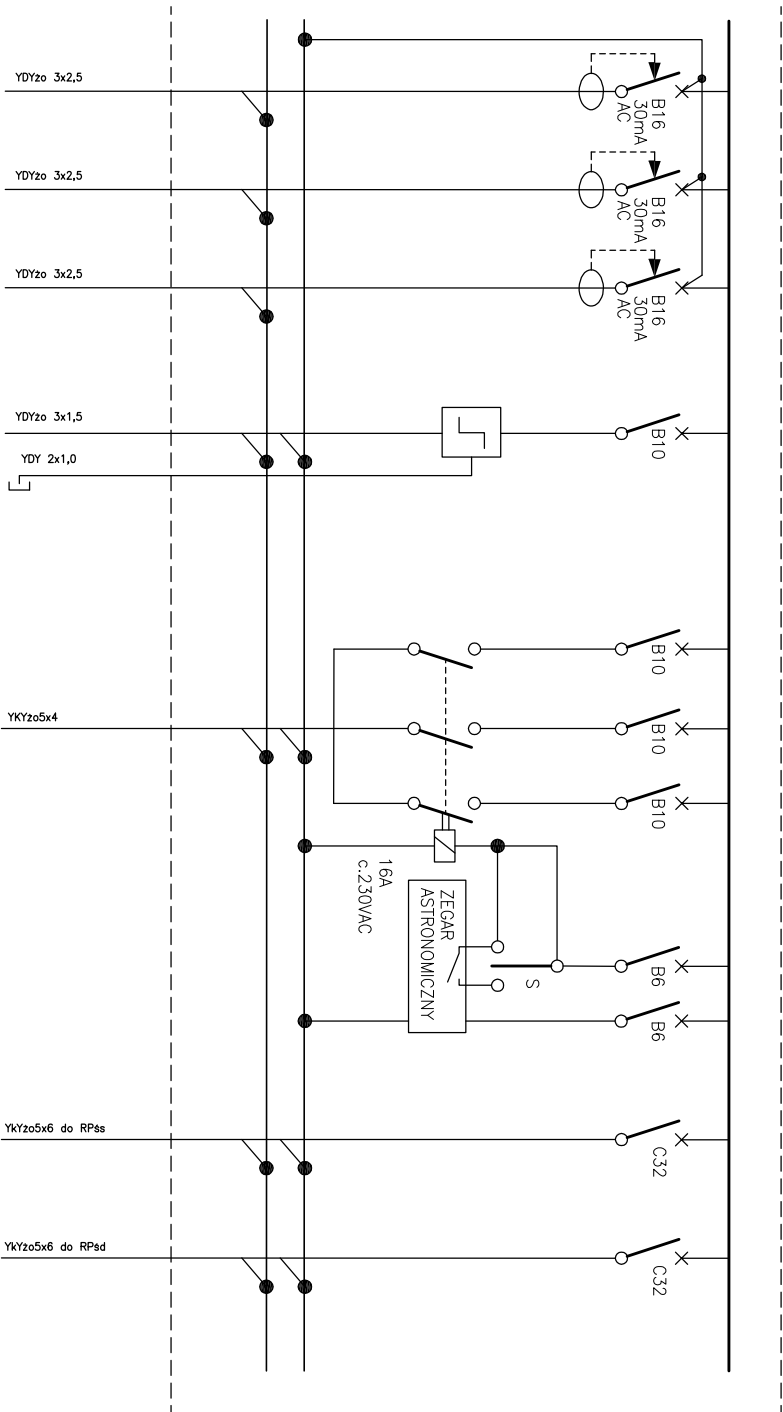 YDYżo 3x2,5
B16
30mA
AC
YDYżo 3x2,5
B16
30mA
AC
YDYżo 3x2,5
B16
30mA
AC
YDYżo 3x1,5
B10
YDY 2x1,0
B10
YKYżo5x4
B10
B10
16A
c.230VAC
ZEGAR
ASTRONOMICZNY
S
B6
B6
YkYżo5x6 do RPśs
C32
YkYżo5x6 do RPśd
C32